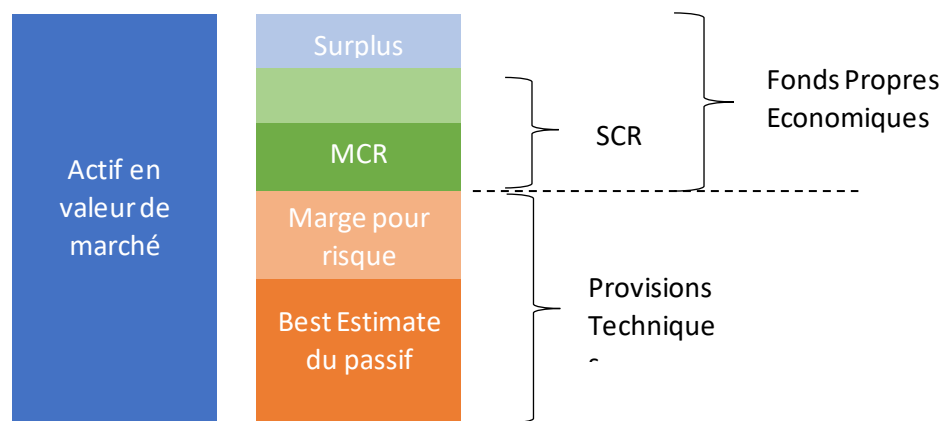 Actif en
valeur de
marché
Surplus
MCR
Marge pour
risque
Best Estimate
du passif
SCR
Fonds Propres
Economiques
Provisions
Technique
s